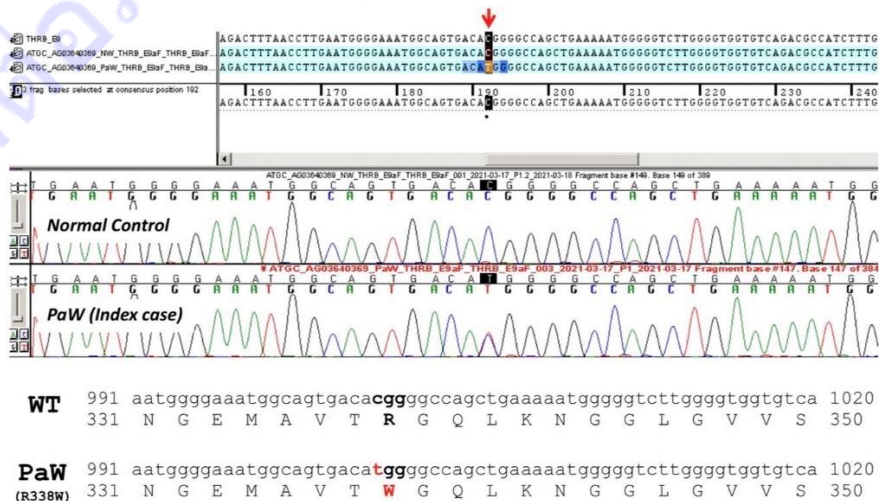 THRB_E9
AGACTTTAACCTTGAATGGGGAAATGGCAGTGACACGGGGCCAGCTGAAAAATGGGGGTCTTGGGGTGGTGTCAGACGCCATCTTTG
ATGC_AG03640369_NW_THRB_E9aF_THRB_E9aF...
AGACTTTAACCTTGAATGGGGAAATGGCAGTGACACGGGGCCAGCTGAAAAATGGGGGTCTTGGGGTGGTGTCAGACGCCATCTTTG
ATGC_AG03640369_PaW_THRB_E9aF_THRB_E9a...
AGACTTTAACCTTGAATGGGGAAATGGCAGTGACATGGGGCCAGCTGAAAAATGGGGGTCTTGGGGTGGTGTCAGACGCCATCTTTG
frag bases selected at consensus position 192
160 170 180 190 200 210 220 230 240
AGACTTTAACCTTGAATGGGGAAATGGCAGTGACACGGGGCCAGCTGAAAAATGGGGGTCTTGGGGTGGTGTCAGACGCCATCTTTG
ATGC_AG03640369_NW_THRB_E9aF_THRB_E9aF_001_2021-03-17_P1.2_2021-03-18 Fragment base #149. Base 149 of 389
T G A A T G G G G A A A T G G C A G T G A C A C G G G G C C A G C T G A A A A A T G G
T G A A T G G G G A A A T G G C A G T G A C A C G G G G C C A G C T G A A A A A T G G
Normal Control
ATGC_AG03640369_PaW_THRB_E9aF_THRB_E9aF_003_2021-03-17_P1_2021-03-17 Fragment base #147. Base 147 of 384
T G A A T G G G G A A A T G G C A G T G A C A T G G G G C C A G C T G A A A A A T G G
T G A A T G G G G A A A T G G C A G T G A C A T G G G G C C A G C T G A A A A A T G G
PaW (Index case)
WT 991 aatggggaaatggcagtgacacggggccagctgaaaaatgggggtcttggggtggtgtca 1020
331 N G E M A V T R G Q L K N G G L G V V S 350
PaW 991 aatggggaaatggcagtgacatggggccagctgaaaaatgggggtcttggggtggtgtca 1020
(R338W) 331 N G E M A V T W G Q L K N G G L G V V S 350